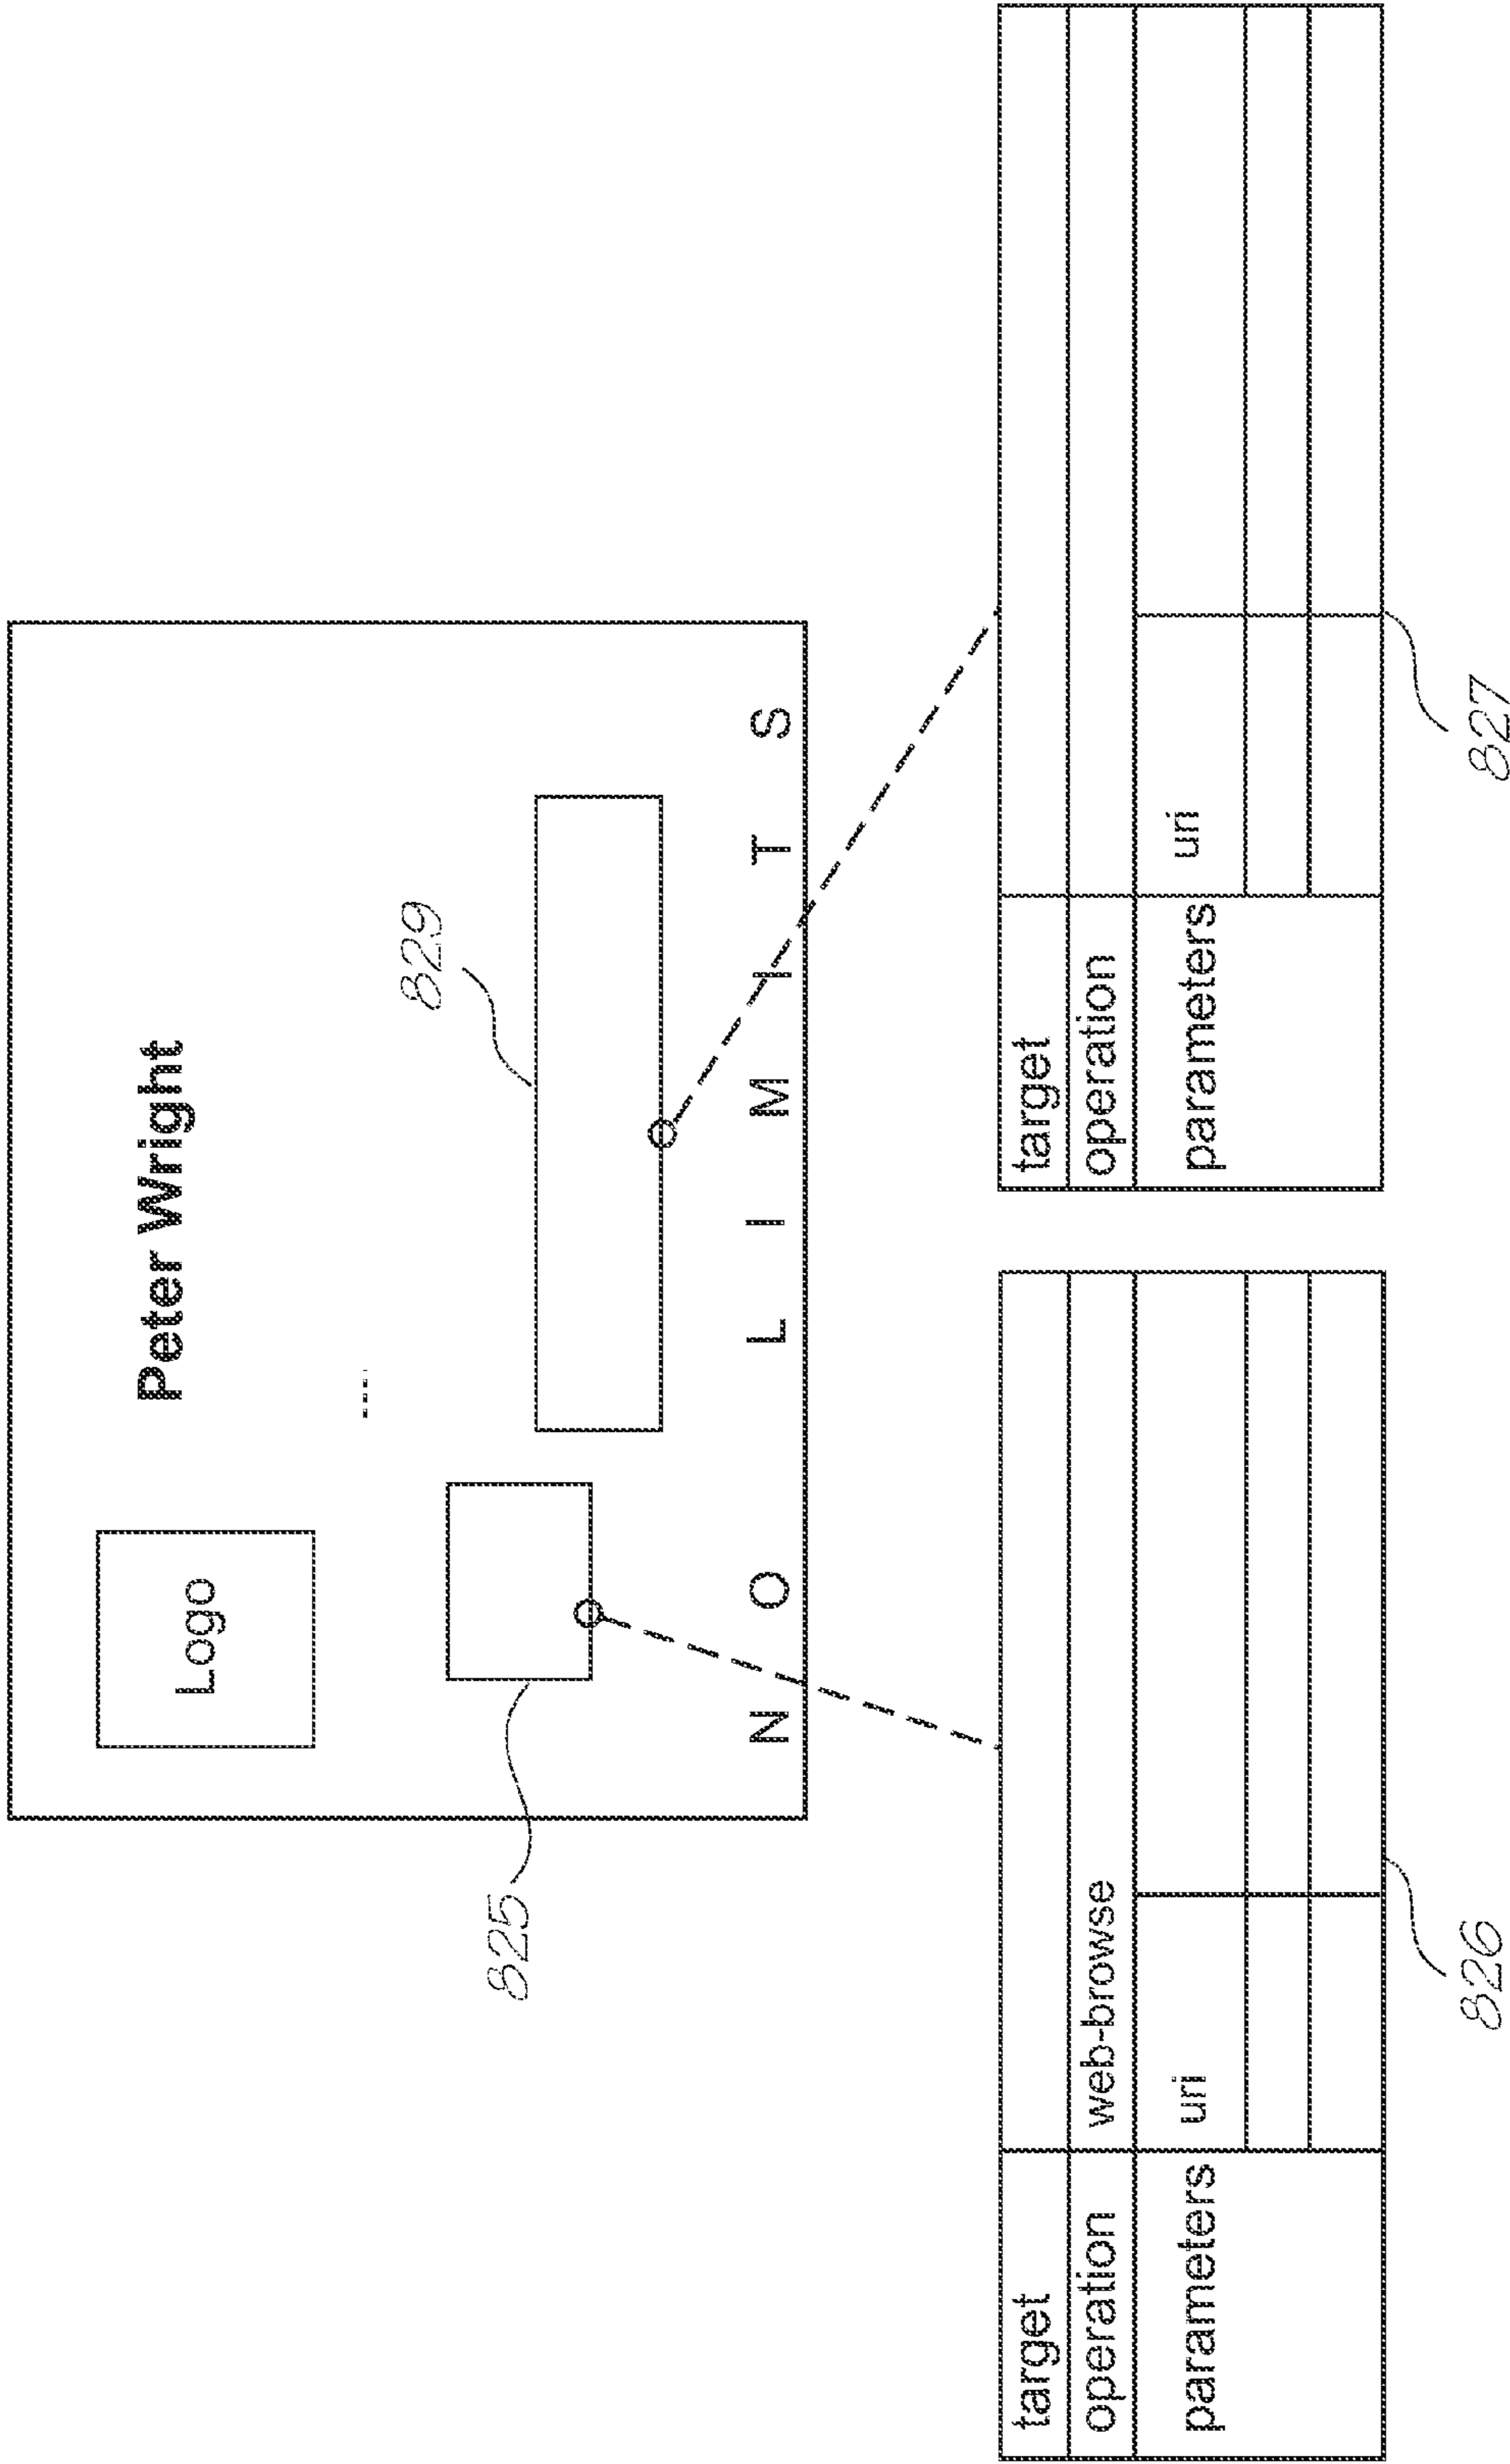 Logo
Peter Wright
----
829
825
N O L I M I T S
target
operation web-browse
parameters uri
826
target
operation
parameters uri
827